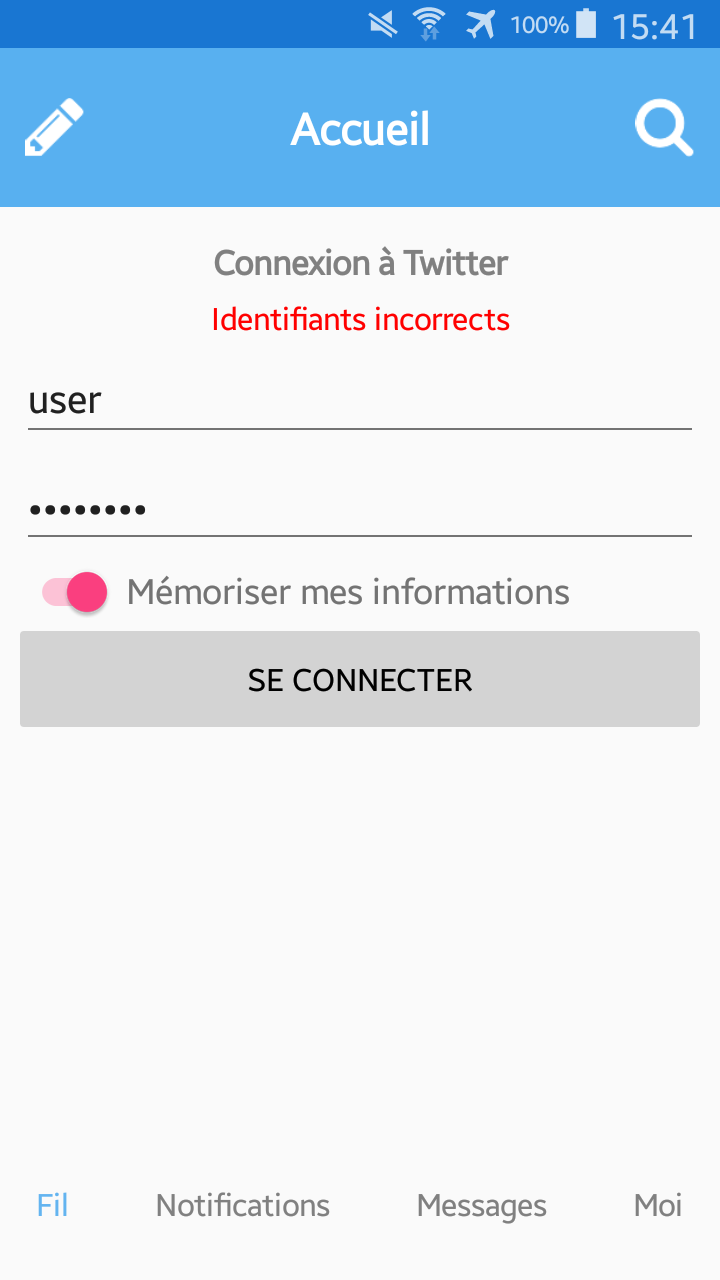 100% 15:41
Accueil
Connexion à Twitter
Identifiants incorrects
user
••••••••
Mémoriser mes informations
SE CONNECTER
Fil Notifications Messages Moi